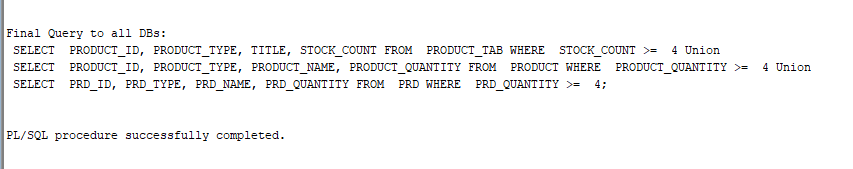 Final Query to all DBs:
SELECT  PRODUCT_ID, PRODUCT_TYPE, TITLE, STOCK_COUNT FROM  PRODUCT_TAB WHERE  STOCK_COUNT >=  4 Union
SELECT  PRODUCT_ID, PRODUCT_TYPE, PRODUCT_NAME, PRODUCT_QUANTITY FROM  PRODUCT WHERE  PRODUCT_QUANTITY >=  4 Union
SELECT  PRD_ID, PRD_TYPE, PRD_NAME, PRD_QUANTITY FROM  PRD WHERE  PRD_QUANTITY >=  4;
PL/SQL procedure successfully completed.